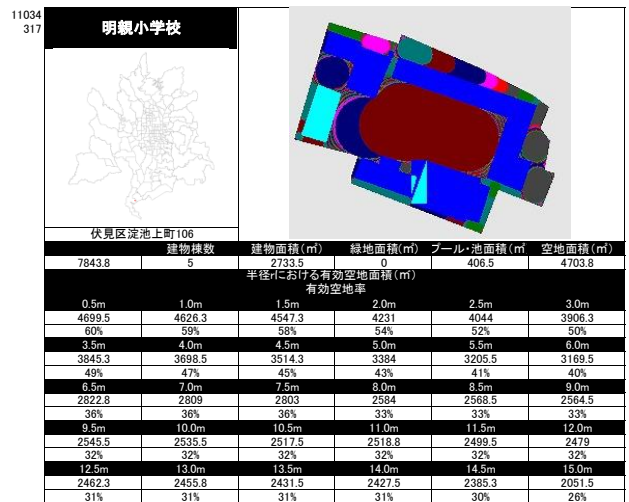 11034
317
明親小学校
伏見区淀池上町106
建物棟数 建物面積(㎡) 緑地面積(㎡) プール・池面積(㎡ 空地面積(㎡)
7843.8 5 2733.5 0 406.5 4703.8
半径rにおける有効空地面積(㎡)
有効空地率
0.5m 1.0m 1.5m 2.0m 2.5m 3.0m
4699.5 4626.3 4547.3 4231 4044 3906.3
60% 59% 58% 54% 52% 50%
3.5m 4.0m 4.5m 5.0m 5.5m 6.0m
3845.3 3698.5 3514.3 3384 3205.5 3169.5
49% 47% 45% 43% 41% 40%
6.5m 7.0m 7.5m 8.0m 8.5m 9.0m
2822.8 2809 2803 2584 2568.5 2564.5
36% 36% 36% 33% 33% 33%
9.5m 10.0m 10.5m 11.0m 11.5m 12.0m
2545.5 2535.5 2517.5 2518.8 2499.5 2479
32% 32% 32% 32% 32% 32%
12.5m 13.0m 13.5m 14.0m 14.5m 15.0m
2462.3 2455.8 2431.5 2427.5 2385.3 2051.5
31% 31% 31% 31% 30% 26%